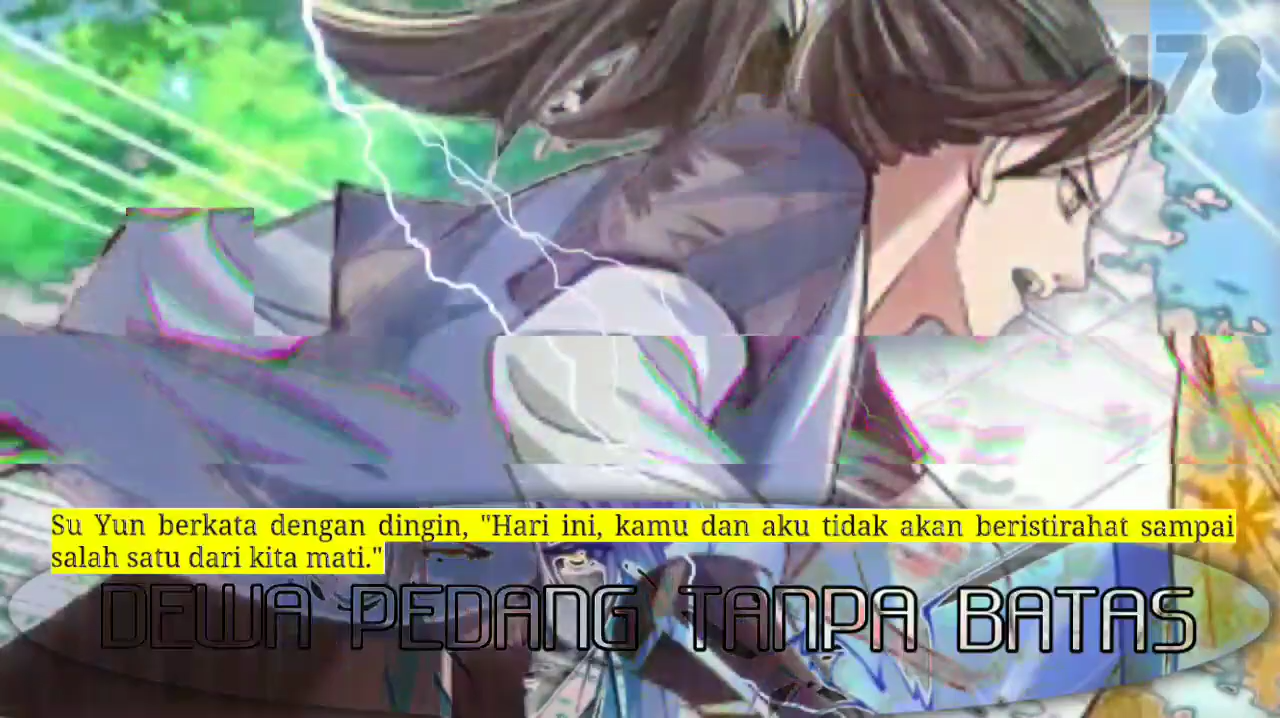 178
Su Yun berkata dengan dingin, "Hari ini, kamu dan aku tidak akan beristirahat sampai
salah satu dari kita mati."
DEWA PEDANG TANPA BATAS